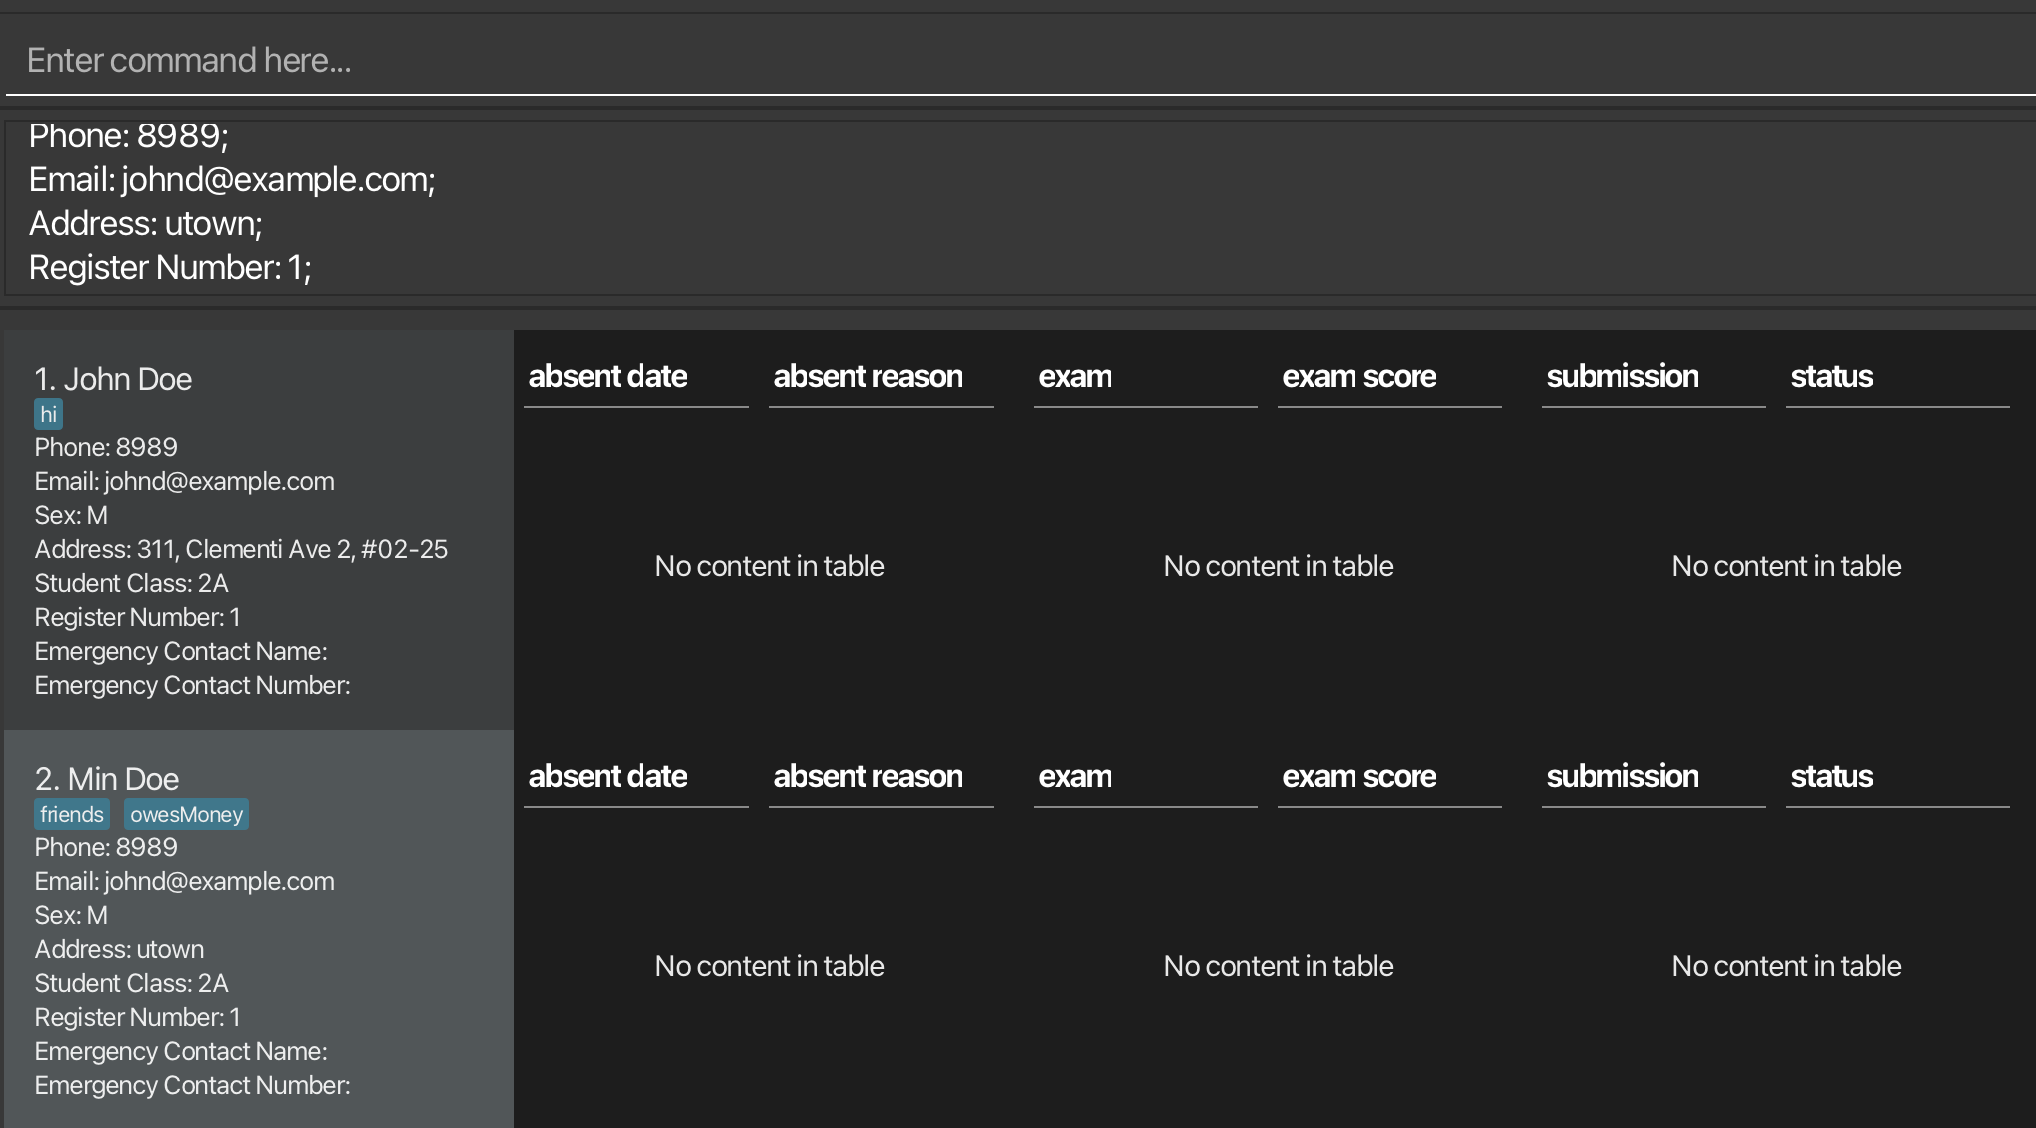 Enter command here...
Phone: 8989;
Email: johnd@example.com;
Address: utown;
Register Number: 1;
1. John Doe
hi
Phone: 8989
Email: johnd@example.com
Sex: M
Address: 311, Clementi Ave 2, #02-25
Student Class: 2A
Register Number: 1
Emergency Contact Name:
Emergency Contact Number:
absent date absent reason exam exam score submission status
No content in table No content in table No content in table
2. Min Doe
friends owesMoney
Phone: 8989
Email: johnd@example.com
Sex: M
Address: utown
Student Class: 2A
Register Number: 1
Emergency Contact Name:
Emergency Contact Number:
absent date absent reason exam exam score submission status
No content in table No content in table No content in table